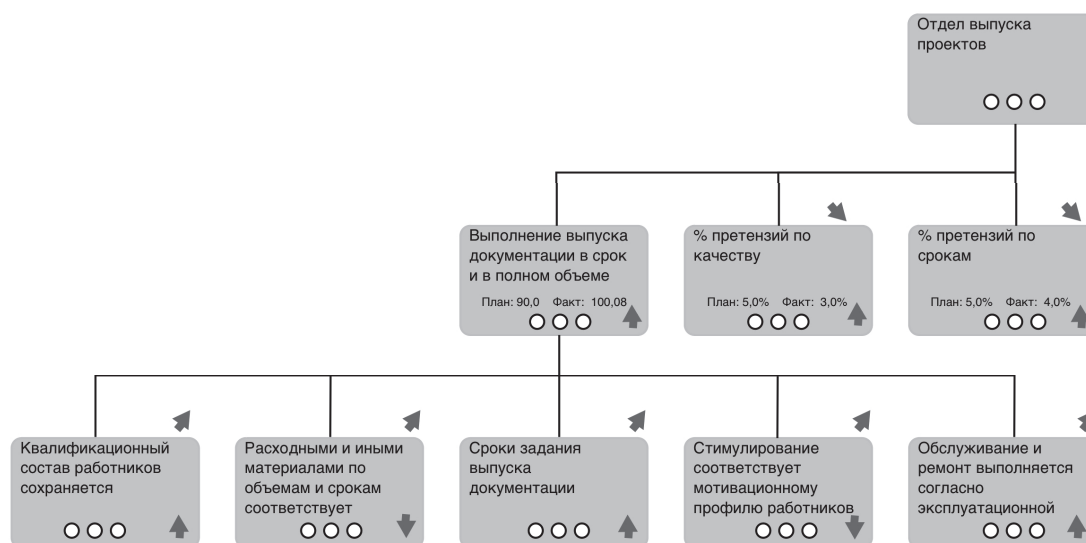 Отдел выпуска
проектов
Выполнение выпуска
документации в срок
и в полном объеме
План: 90,0 Факт: 100,08
% претензий по
качеству
План: 5,0% Факт: 3,0%
% претензий по
срокам
План: 5,0% Факт: 4,0%
Квалификационный
состав работников
сохраняется
Расходными и иными
материалами по
объемам и срокам
соответствует
Сроки задания
выпуска
документации
Стимулирование
соответствует
мотивационному
профилю работников
Обслуживание и
ремонт выполняется
согласно
эксплуатационной